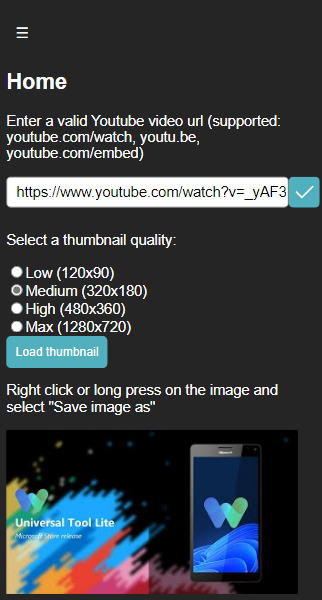 ☰
Home
Enter a valid Youtube video url (supported:
youtube.com/watch, youtu.be,
youtube.com/embed)
https://www.youtube.com/watch?v=_yAF3
Select a thumbnail quality:
Low (120x90)
Medium (320x180)
High (480x360)
Max (1280x720)
Load thumbnail
Right click or long press on the image and
select "Save image as"
Universal Tool Lite
Microsoft Store release